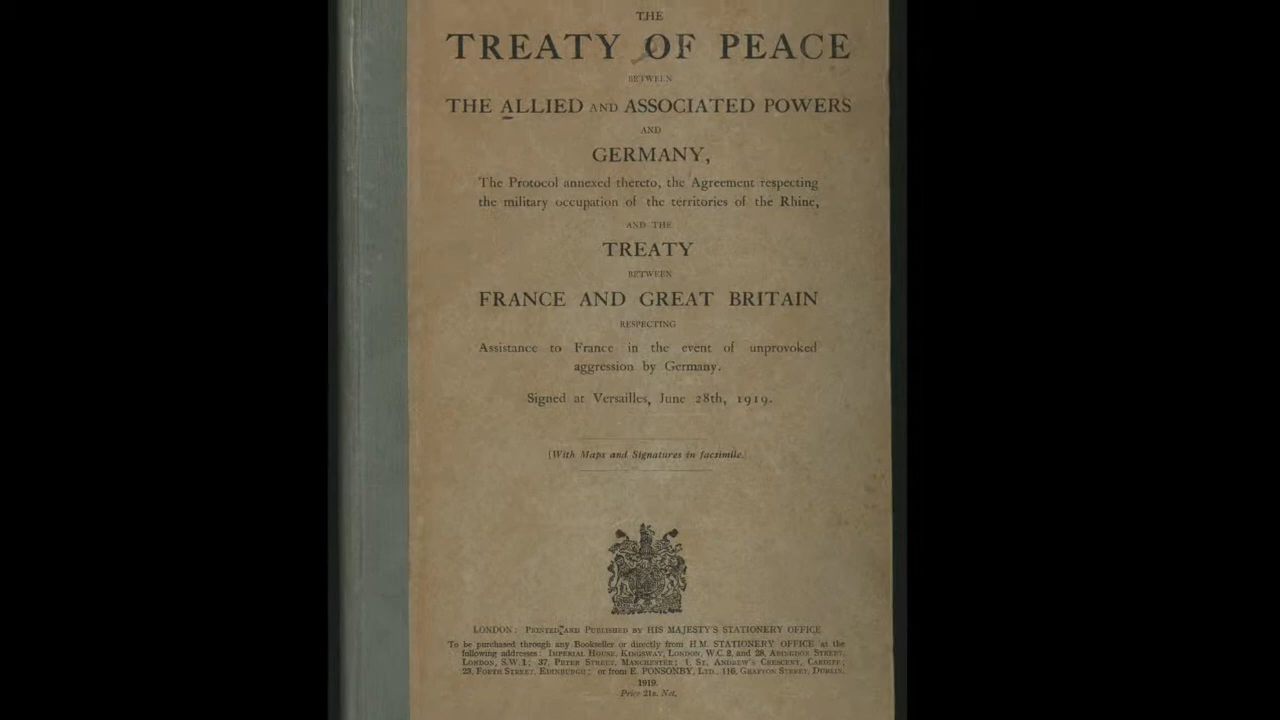 THE
TREATY OF PEACE
BETWEEN
THE ALLIED AND ASSOCIATED POWERS
AND
GERMANY,
The Protocol annexed thereto, the Agreement respecting
the military occupation of the territories of the Rhine,
AND THE
TREATY
BETWEEN
FRANCE AND GREAT BRITAIN
RESPECTING
Assistance to France in the event of unprovoked
aggression by Germany.
Signed at Versailles, June 28th, 1919.
(With Maps and Signatures in facsimile.)
LONDON: PRINTED AND PUBLISHED BY HIS MAJESTY'S STATIONERY OFFICE
To be purchased through any Bookseller or directly from H.M. STATIONERY OFFICE at the
following addresses: IMPERIAL HOUSE, KINGSWAY, LONDON, W.C. 2, and 28, ABINGDON STREET,
LONDON, S.W. 1; 37, PETER STREET, MANCHESTER; 1, ST. ANDREW'S CRESCENT, CARDIFF;
23, FORTH STREET, EDINBURGH; or from E. PONSONBY, LTD., 116, GRAFTON STREET, DUBLIN.
1919.
Price 21s. Net.